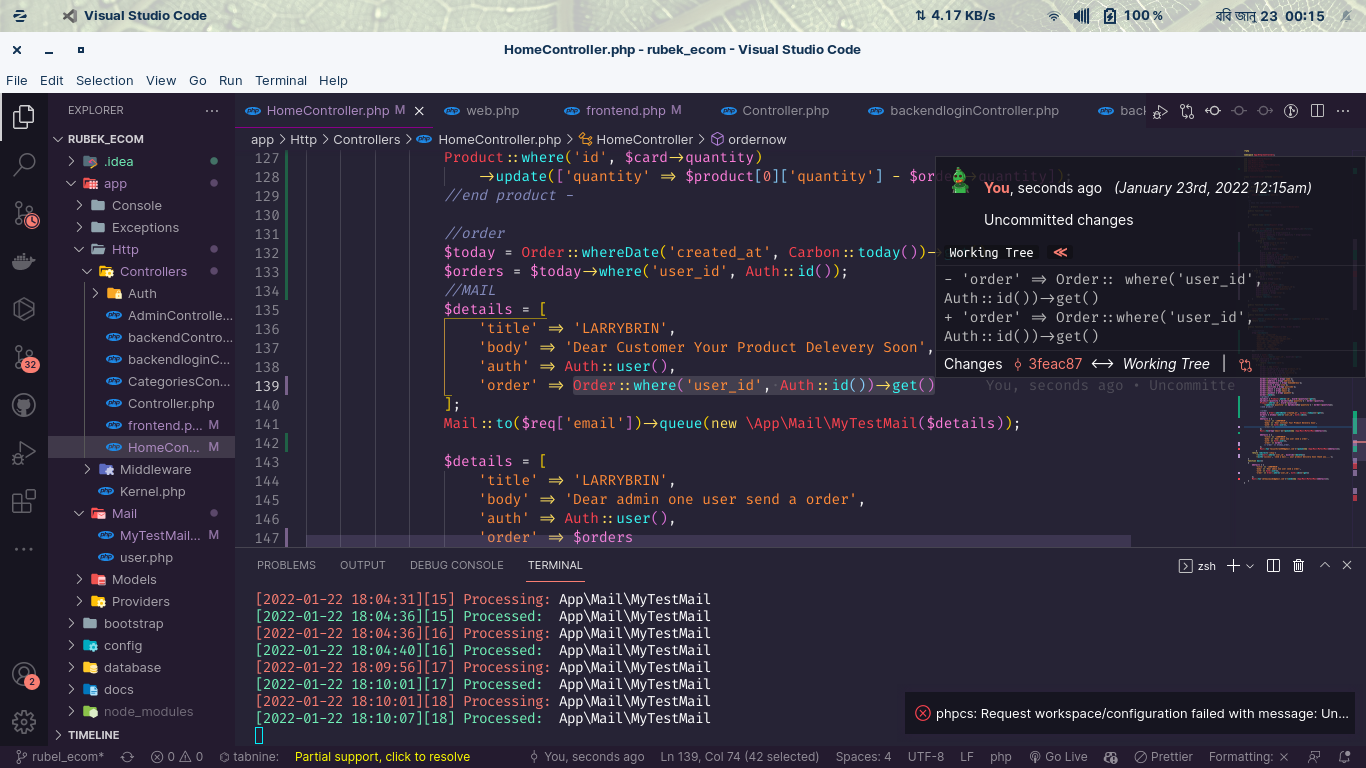 Visual Studio Code
4.17 KB/s
100 %
ববি জানু 23 00:15
HomeController.php - rubek_ecom - Visual Studio Code
File Edit Selection View Go Run Terminal Help
EXPLORER
RUBEK_ECOM
.idea
app
Console
Exceptions
Http
Controllers
Auth
AdminControlle...
backendContro...
backendloginC...
CategoriesCon...
Controller.php
frontend.p... M
HomeCon... M
Middleware
Kernel.php
Mail
MyTestMail... M
user.php
Models
Providers
bootstrap
config
database
docs
node_modules
TIMELINE
32
2
HomeController.php M
web.php
frontend.php M
Controller.php
backendloginController.php
back
app > Http > Controllers > HomeController.php > HomeController > ordernow
127 Product::where('id', $card->quantity)
128 ->update(['quantity' => $product[0]['quantity'] - $or
129 //end product -
130
131 //order
132 $today = Order::whereDate('created_at', Carbon::today())-
133 $orders = $today->where('user_id', Auth::id());
134 //MAIL
135 $details = [
136 'title' => 'LARRYBRIN',
137 'body' => 'Dear Customer Your Product Delevery Soon',
138 'auth' => Auth::user(),
139 'order' => Order::where('user_id', Auth::id())->get() You, seconds ago • Uncommitte
140 ];
141 Mail::to($req['email'])->queue(new \App\Mail\MyTestMail($details));
142
143 $details = [
144 'title' => 'LARRYBRIN',
145 'body' => 'Dear admin one user send a order',
146 'auth' => Auth::user(),
147 'order' => $orders
You, seconds ago (January 23rd, 2022 12:15am)
Uncommitted changes
Working Tree
- 'order' => Order:: where('user_id',
Auth::id())->get()
+ 'order' => Order::where('user_id',
Auth::id())->get()
Changes 3feac87 <-> Working Tree |
PROBLEMS OUTPUT DEBUG CONSOLE TERMINAL
zsh
[2022-01-22 18:04:31][15] Processing: App\Mail\MyTestMail
[2022-01-22 18:04:36][15] Processed: App\Mail\MyTestMail
[2022-01-22 18:04:36][16] Processing: App\Mail\MyTestMail
[2022-01-22 18:04:40][16] Processed: App\Mail\MyTestMail
[2022-01-22 18:09:56][17] Processing: App\Mail\MyTestMail
[2022-01-22 18:10:01][17] Processed: App\Mail\MyTestMail
[2022-01-22 18:10:01][18] Processing: App\Mail\MyTestMail
[2022-01-22 18:10:07][18] Processed: App\Mail\MyTestMail
phpcs: Request workspace/configuration failed with message: Un...
rubel_ecom* 0 0 tabnine: Partial support, click to resolve You, seconds ago Ln 139, Col 74 (42 selected) Spaces: 4 UTF-8 LF php Go Live Prettier Formatting: ×